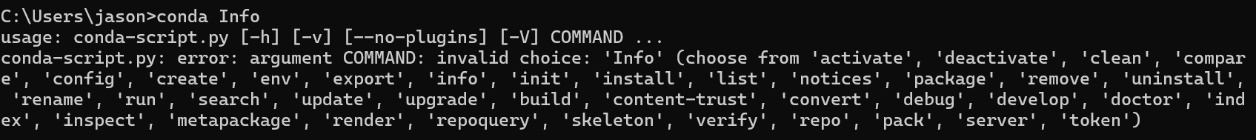 C:\Users\jason>conda Info
usage: conda-script.py [-h] [-v] [--no-plugins] [-V] COMMAND ...
conda-script.py: error: argument COMMAND: invalid choice: 'Info' (choose from 'activate', 'deactivate', 'clean', 'compar
e', 'config', 'create', 'env', 'export', 'info', 'init', 'install', 'list', 'notices', 'package', 'remove', 'uninstall',
 'rename', 'run', 'search', 'update', 'upgrade', 'build', 'content-trust', 'convert', 'debug', 'develop', 'doctor', 'ind
ex', 'inspect', 'metapackage', 'render', 'repoquery', 'skeleton', 'verify', 'repo', 'pack', 'server', 'token')